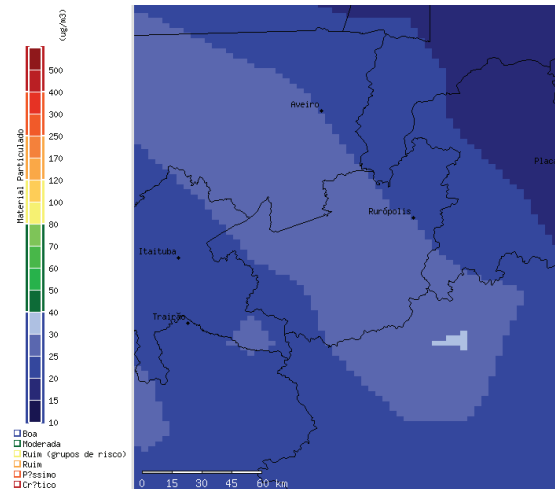 (ug/m3)
Material Particulado
500
400
300
250
170
120
100
80
70
60
50
40
30
25
20
15
10
Boa
Moderada
Ruim (grupos de risco)
Ruim
P?ssimo
Cr?tico
Aveiro
Placa
Rurópolis
Itaituba
Trairão
0 15 30 45 60 km